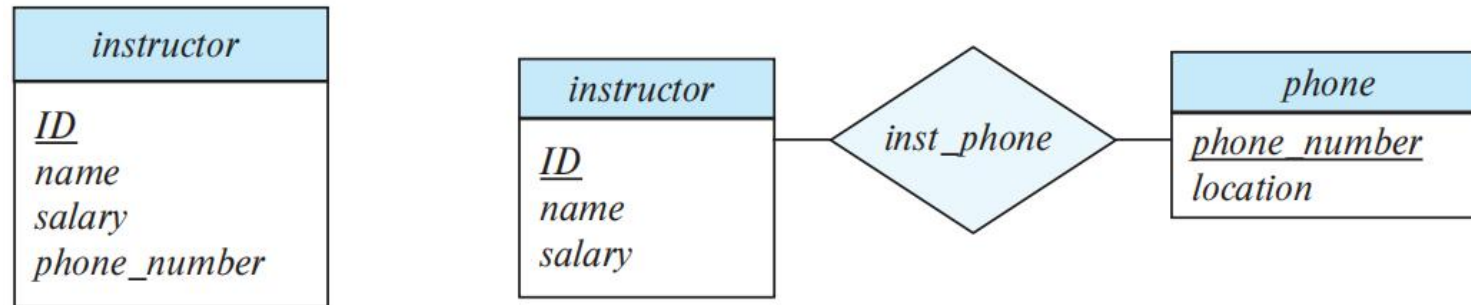 instructor
ID
name
salary
phone_number
instructor
ID
name
salary
inst_phone
phone
phone_number
location